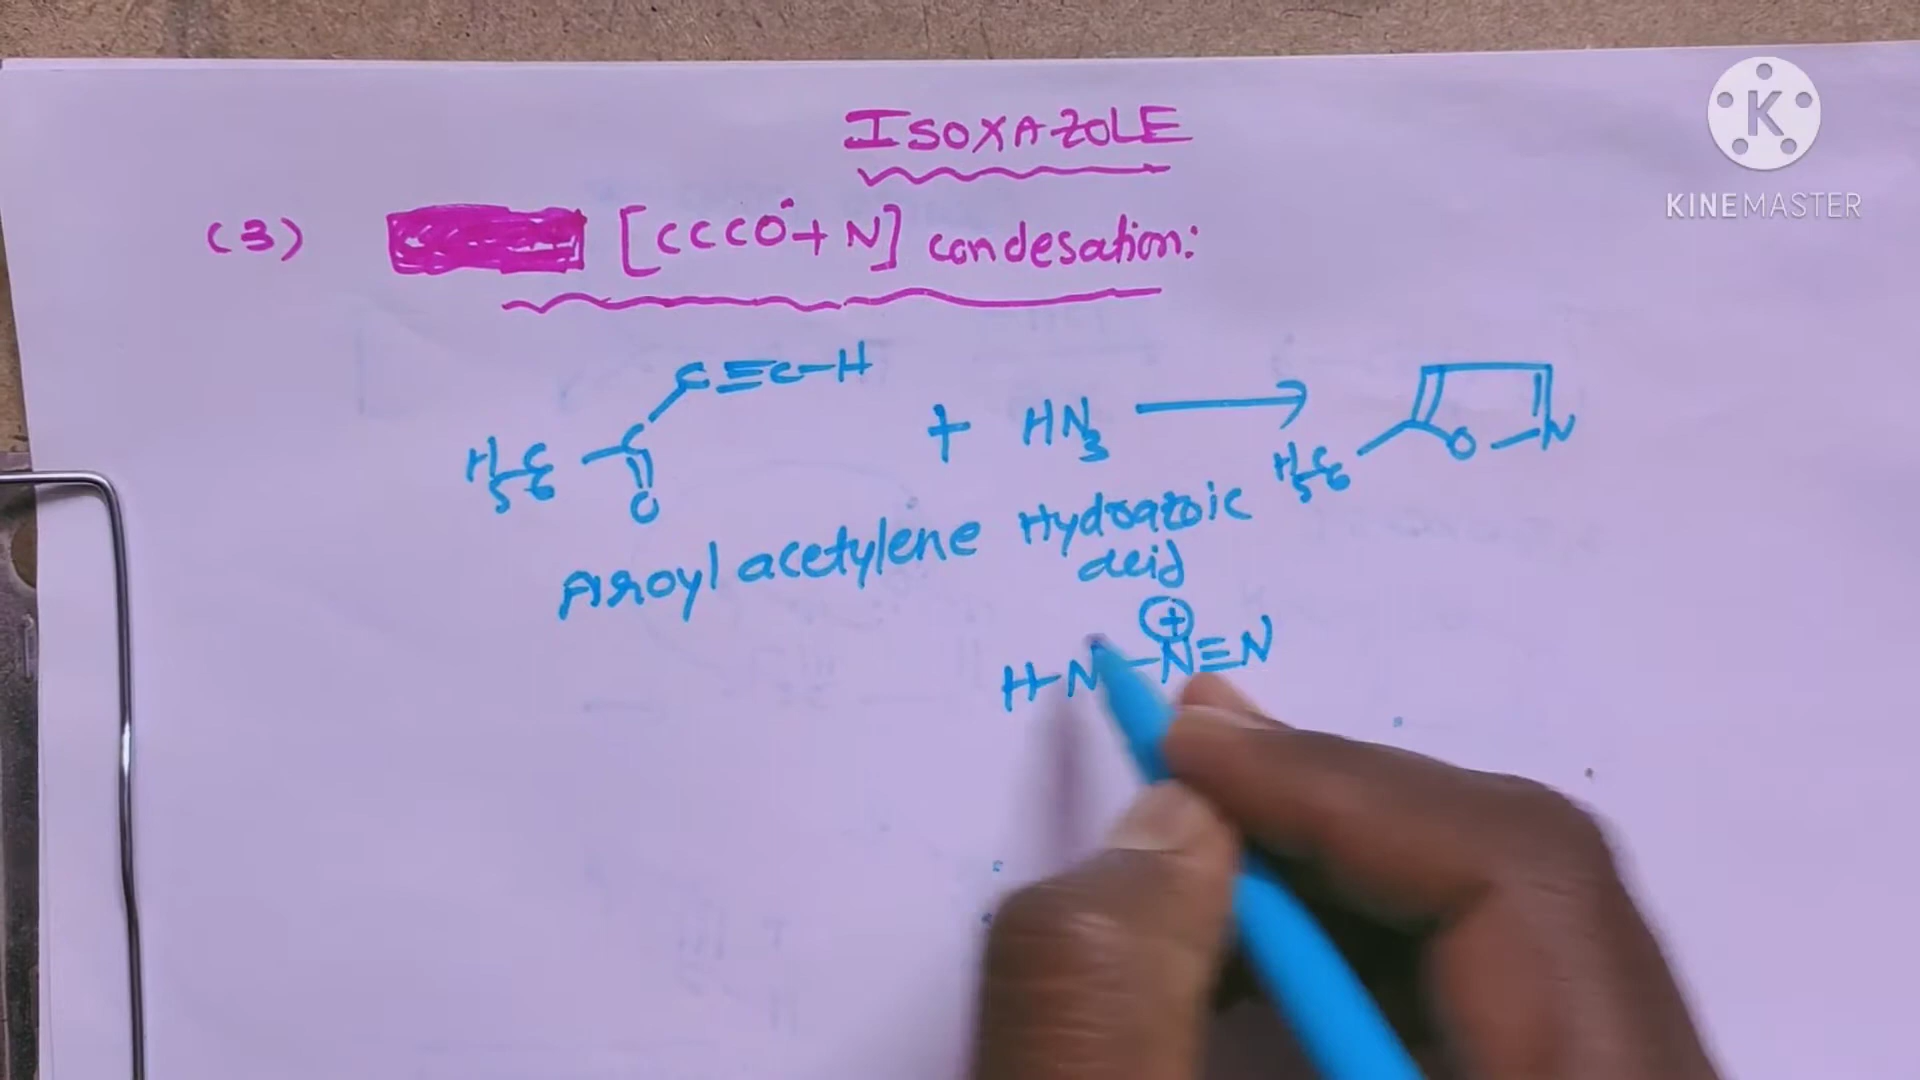 ISOXAZOLE
(3) [CCCO+N] condesation:
C≡C-H
H5C6 C + HN3 → H5C6 O N
O
Aroyl acetylene Hydrazoic acid
H-N-N≡N
+
K
KINEMASTER